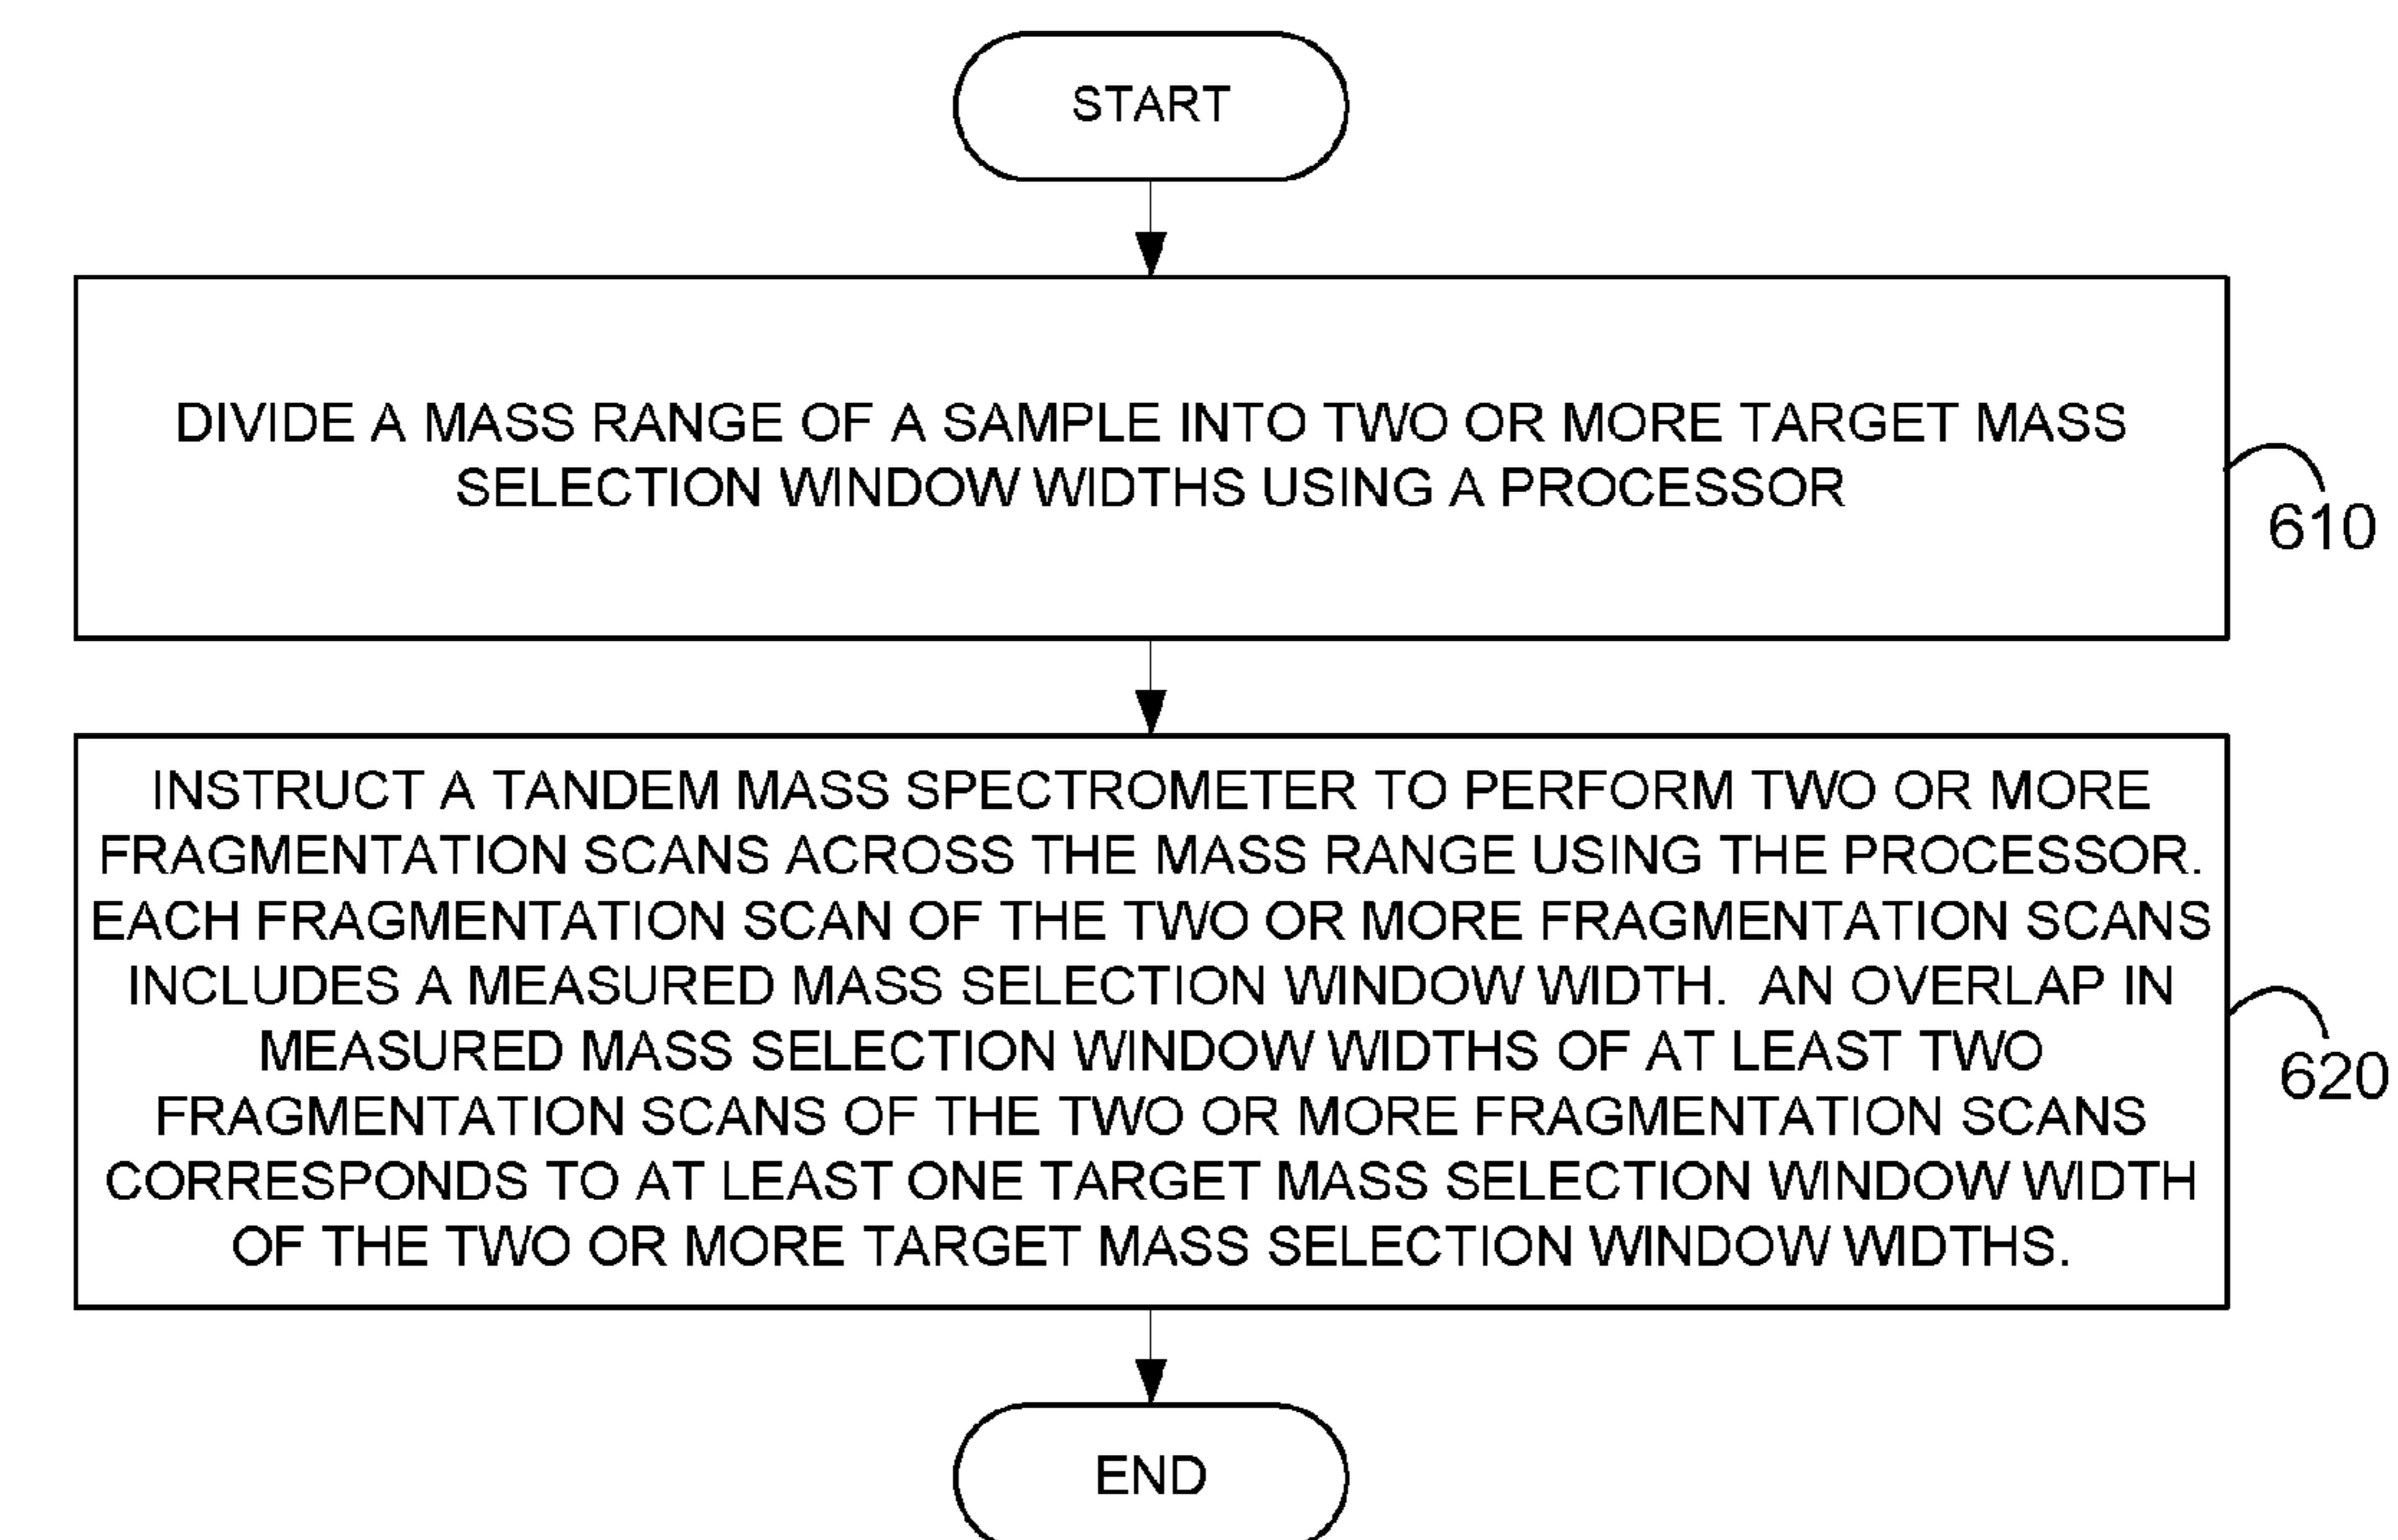 START
DIVIDE A MASS RANGE OF A SAMPLE INTO TWO OR MORE TARGET MASS
SELECTION WINDOW WIDTHS USING A PROCESSOR
610
INSTRUCT A TANDEM MASS SPECTROMETER TO PERFORM TWO OR MORE
FRAGMENTATION SCANS ACROSS THE MASS RANGE USING THE PROCESSOR.
EACH FRAGMENTATION SCAN OF THE TWO OR MORE FRAGMENTATION SCANS
INCLUDES A MEASURED MASS SELECTION WINDOW WIDTH. AN OVERLAP IN
MEASURED MASS SELECTION WINDOW WIDTHS OF AT LEAST TWO
FRAGMENTATION SCANS OF THE TWO OR MORE FRAGMENTATION SCANS
CORRESPONDS TO AT LEAST ONE TARGET MASS SELECTION WINDOW WIDTH
OF THE TWO OR MORE TARGET MASS SELECTION WINDOW WIDTHS.
620
END